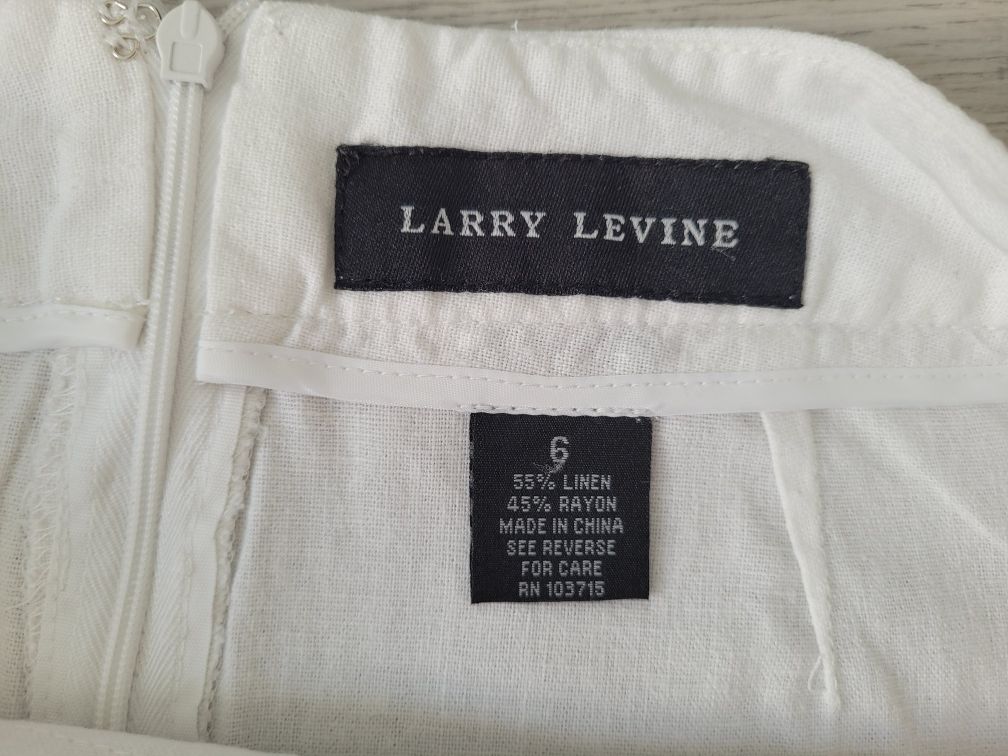 LARRY LEVINE
6
55% LINEN
45% RAYON
MADE IN CHINA
SEE REVERSE
FOR CARE
RN 103715